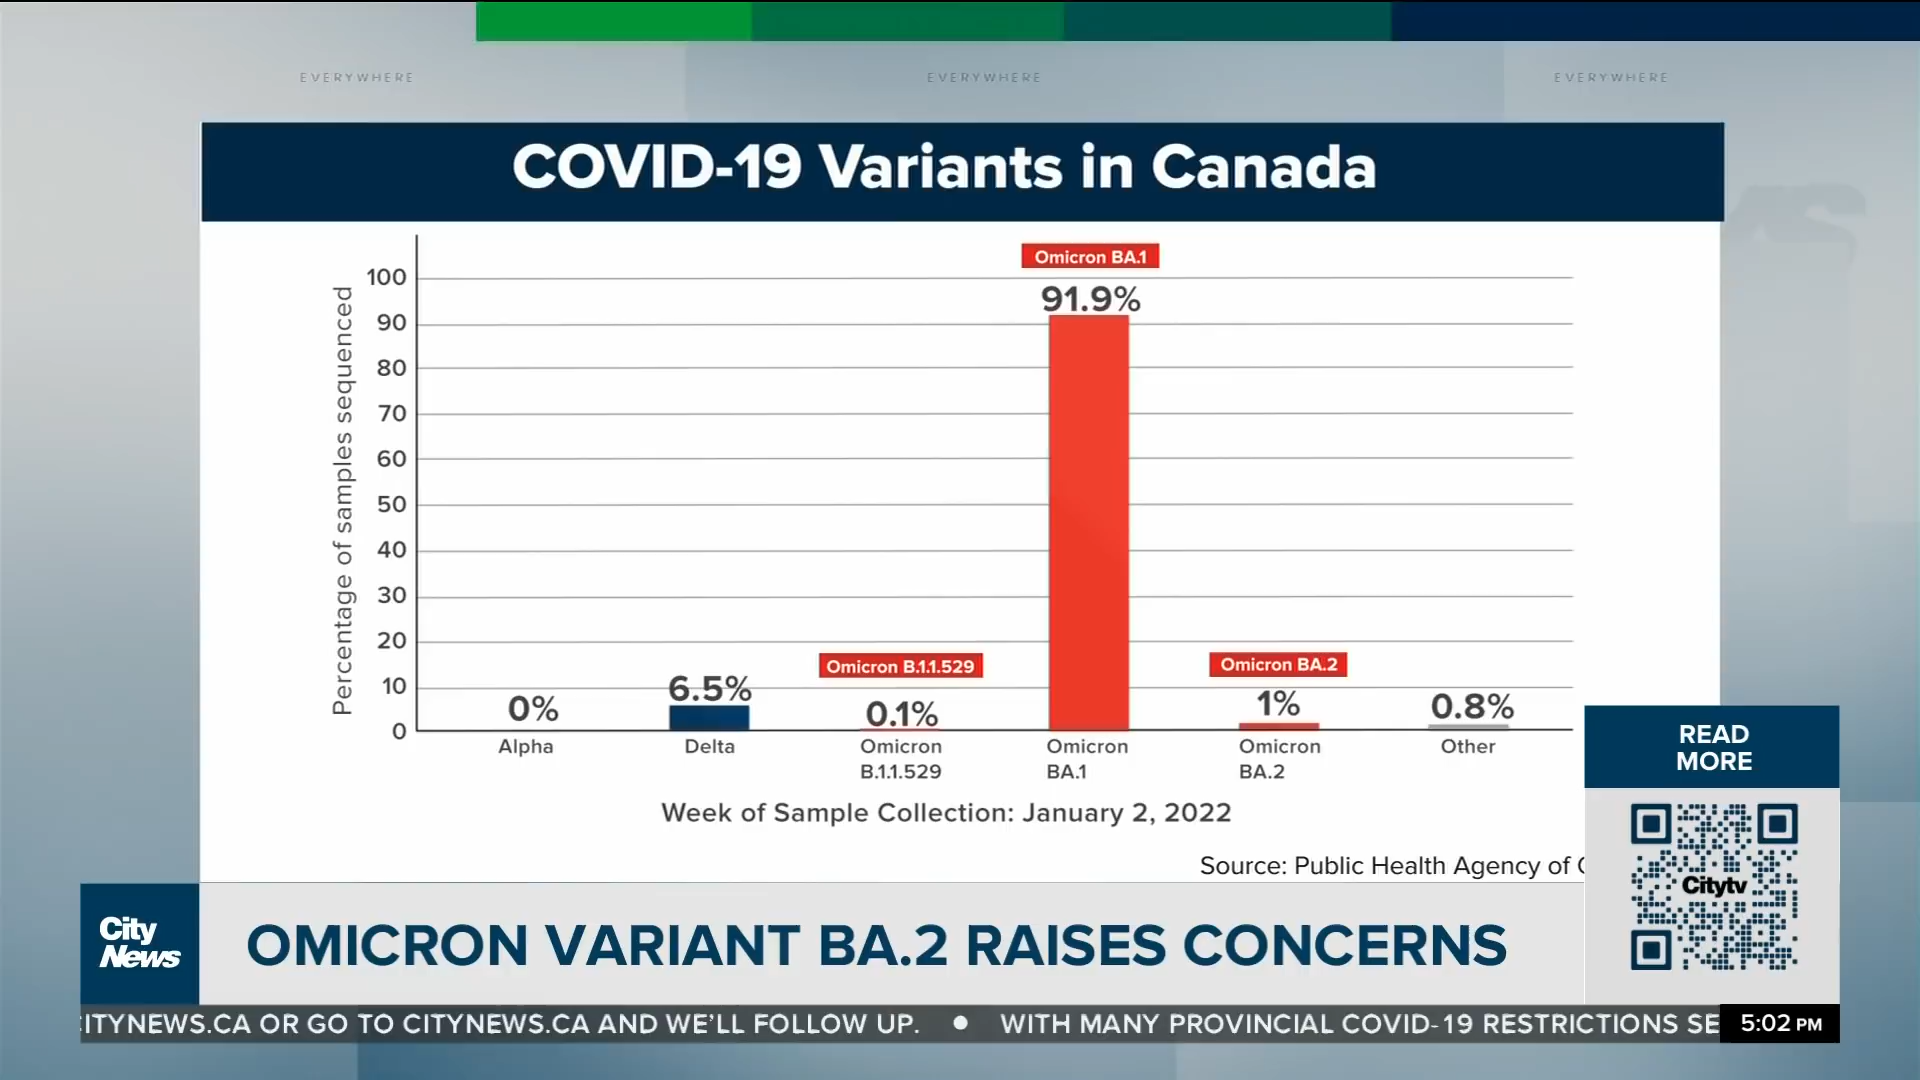 EVERYWHERE
EVERYWHERE
EVERYWHERE
COVID-19 Variants in Canada
Omicron BA.1
91.9%
Percentage of samples sequenced
100
90
80
70
60
50
40
30
20
10
0
0%
6.5%
Omicron B.1.1.529
0.1%
Omicron BA.2
1%
0.8%
Alpha
Delta
Omicron
B.1.1.529
Omicron
BA.1
Omicron
BA.2
Other
Week of Sample Collection: January 2, 2022
Source: Public Health Agency of
READ
MORE
Citytv
City
News
OMICRON VARIANT BA.2 RAISES CONCERNS
ITYNEWS.CA OR GO TO CITYNEWS.CA AND WE'LL FOLLOW UP. ● WITH MANY PROVINCIAL COVID-19 RESTRICTIONS SE
5:02 PM